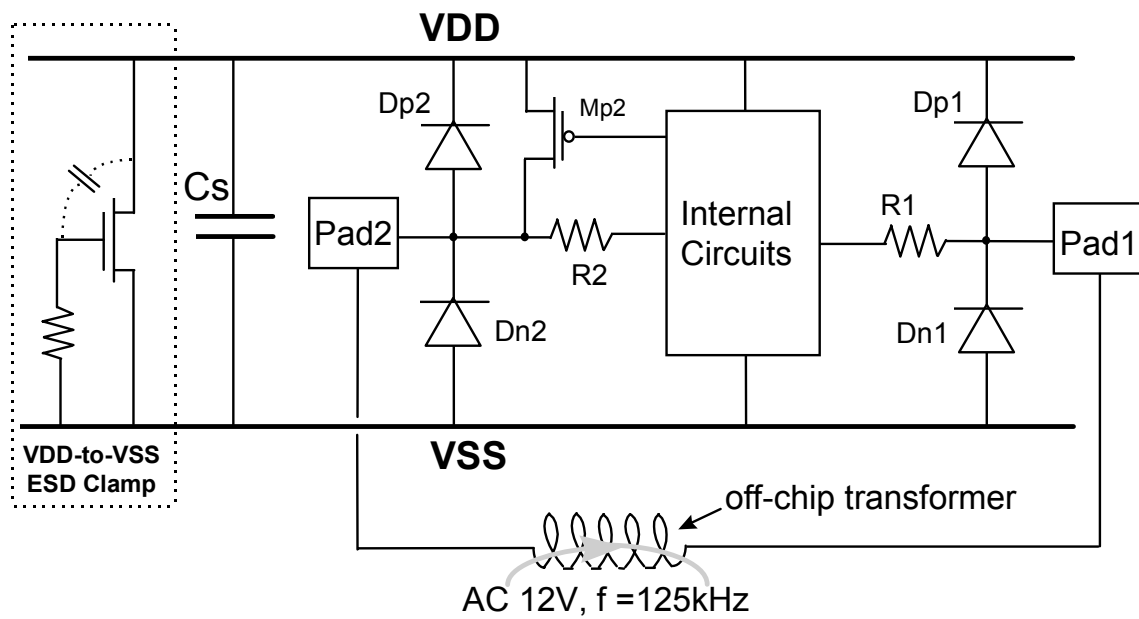 VDD
Dp2
Mp2
Dp1
Cs
Pad2
R2
Internal
Circuits
R1
Pad1
Dn2
Dn1
VDD-to-VSS
ESD Clamp
VSS
off-chip transformer
AC 12V, f =125kHz